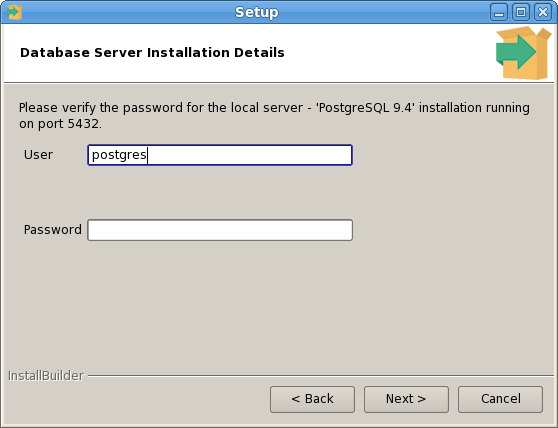 Setup
Database Server Installation Details
Please verify the password for the local server - 'PostgreSQL 9.4' installation running
on port 5432.
User
postgres
Password
InstallBuilder
< Back
Next >
Cancel